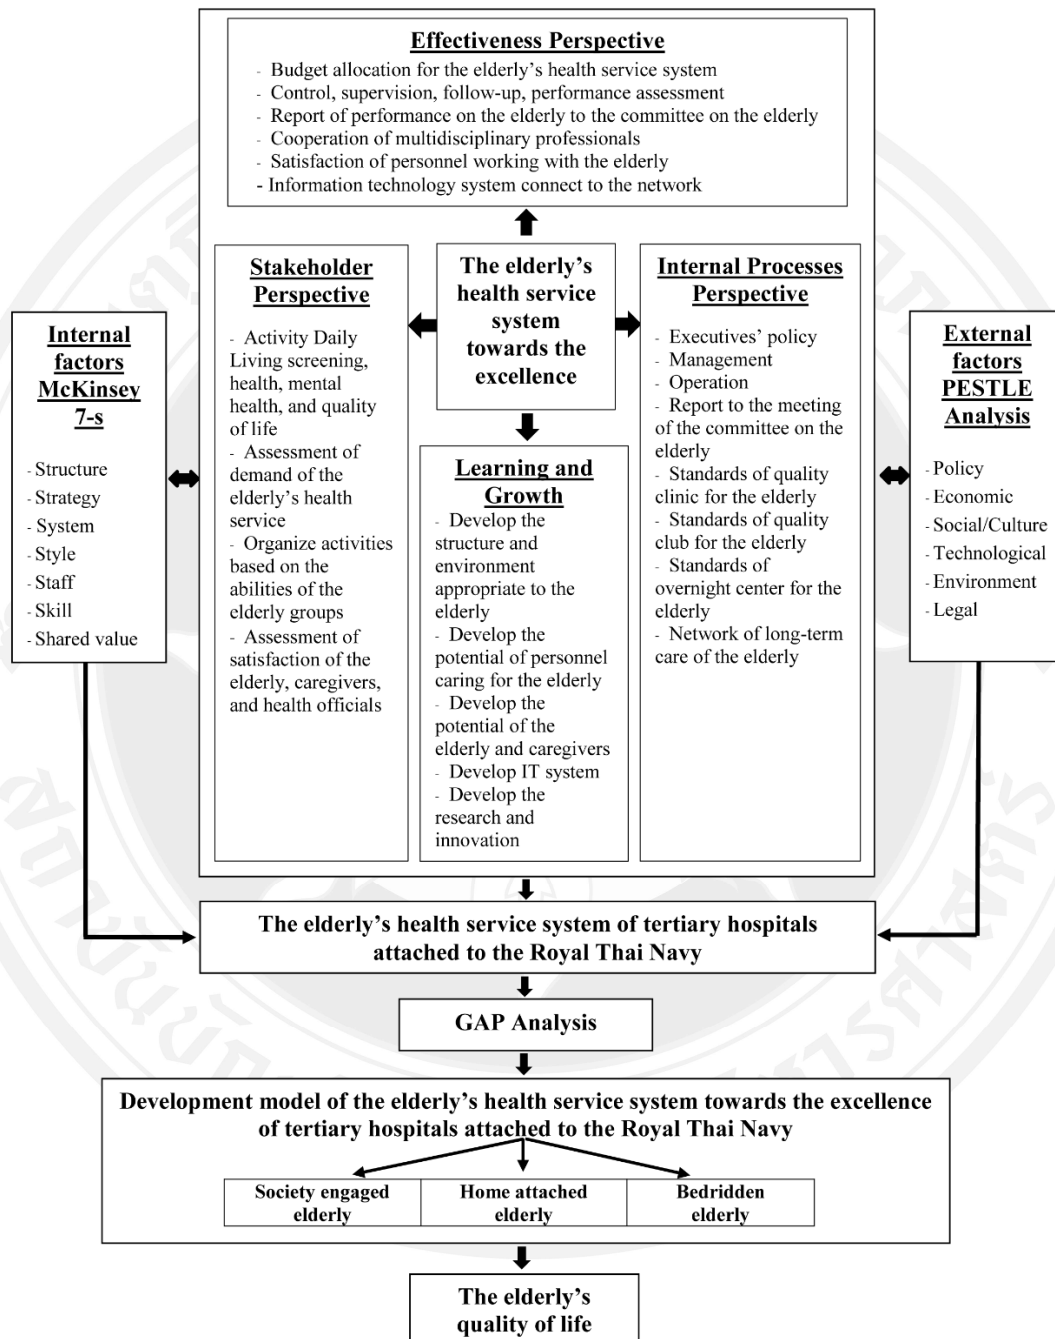 Effectiveness Perspective
- Budget allocation for the elderly's health service system
- Control, supervision, follow-up, performance assessment
- Report of performance on the elderly to the committee on the elderly
- Cooperation of multidisciplinary professionals
- Satisfaction of personnel working with the elderly
- Information technology system connect to the network
Stakeholder
Perspective
- Activity Daily
Living screening,
health, mental
health, and quality
of life
- Assessment of
demand of the
elderly's health
service
- Organize activities
based on the
abilities of the
elderly groups
- Assessment of
satisfaction of the
elderly, caregivers,
and health officials
The elderly's
health service
system
towards the
excellence
Internal Processes
Perspective
- Executives' policy
- Management
- Operation
- Report to the meeting
of the committee on the
elderly
- Standards of quality
clinic for the elderly
- Standards of quality
club for the elderly
- Standards of
overnight center for the
elderly
- Network of long-term
care of the elderly
Learning and
Growth
- Develop the
structure and
environment
appropriate to the
elderly
- Develop the
potential of personnel
caring for the elderly
- Develop the
potential of the
elderly and caregivers
- Develop IT system
- Develop the
research and
innovation
Internal
factors
McKinsey
7-s
- Structure
- Strategy
- System
- Style
- Staff
- Skill
- Shared value
External
factors
PESTLE
Analysis
- Policy
- Economic
- Social/Culture
- Technological
- Environment
- Legal
The elderly's health service system of tertiary hospitals
attached to the Royal Thai Navy
GAP Analysis
Development model of the elderly's health service system towards the excellence
of tertiary hospitals attached to the Royal Thai Navy
Society engaged
elderly
Home attached
elderly
Bedridden
elderly
The elderly's
quality of life